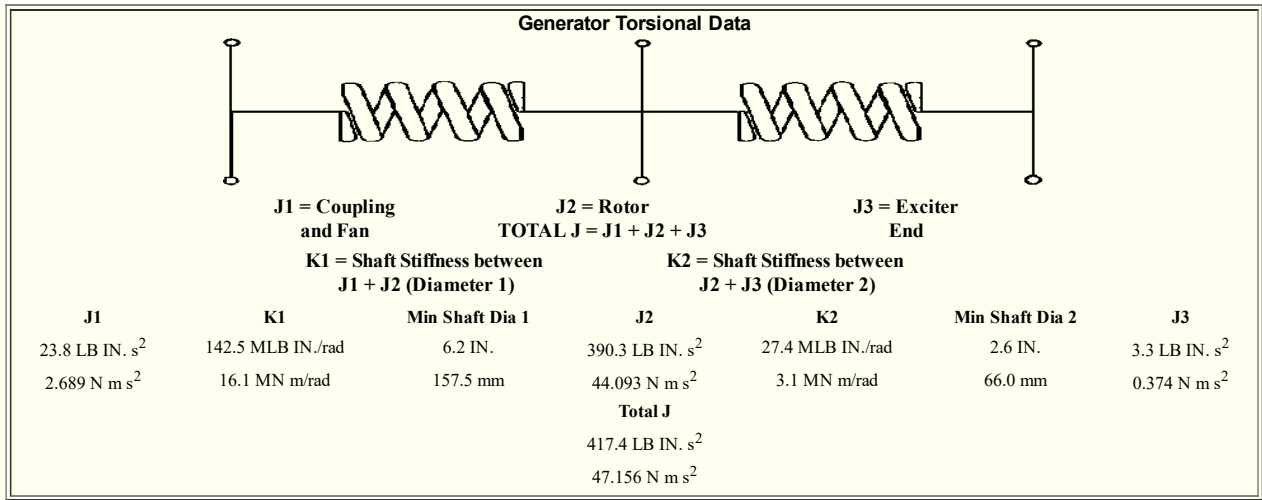 Generator Torsional Data
J1 = Coupling and Fan
J2 = Rotor
TOTAL J = J1 + J2 + J3
J3 = Exciter End
K1 = Shaft Stiffness between
J1 + J2 (Diameter 1)
K2 = Shaft Stiffness between
J2 + J3 (Diameter 2)
J1 K1 Min Shaft Dia 1 J2 K2 Min Shaft Dia 2 J3
23.8 LB IN. s² 142.5 MLB IN./rad 6.2 IN. 390.3 LB IN. s² 27.4 MLB IN./rad 2.6 IN. 3.3 LB IN. s²
2.689 N m s² 16.1 MN m/rad 157.5 mm 44.093 N m s² 3.1 MN m/rad 66.0 mm 0.374 N m s²
Total J
417.4 LB IN. s²
47.156 N m s²